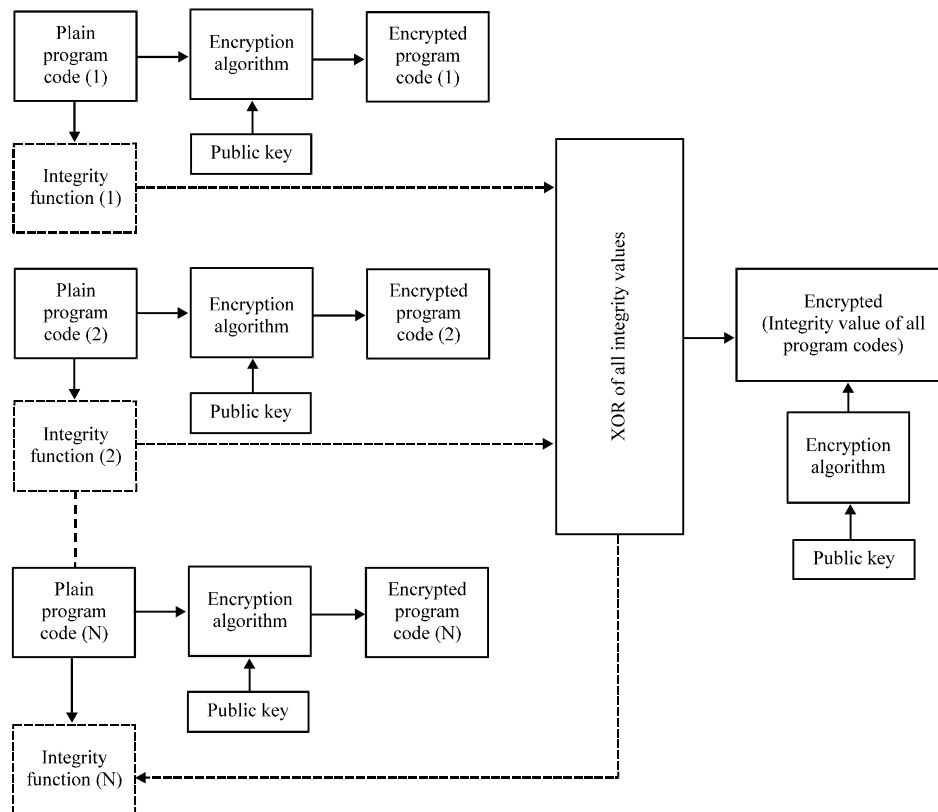 Plain
program
code (1)
Encryption
algorithm
Encrypted
program
code (1)
Public key
Integrity
function (1)
Plain
program
code (2)
Encryption
algorithm
Encrypted
program
code (2)
Public key
Integrity
function (2)
Plain
program
code (N)
Encryption
algorithm
Encrypted
program
code (N)
Public key
Integrity
function (N)
XOR of all integrity values
Encrypted
(Integrity value of all
program codes)
Encryption
algorithm
Public key